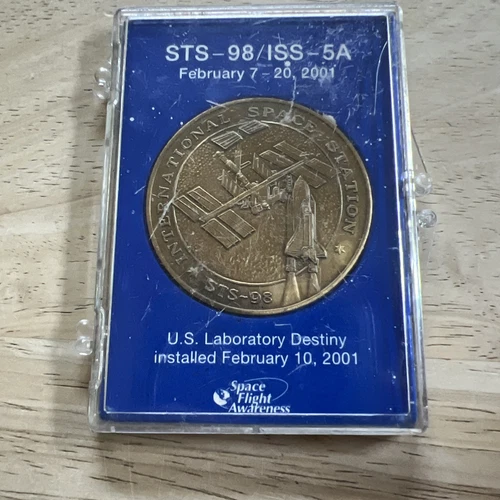 STS-98/ISS-5A
February 7-20, 2001
INTERNATIONAL SPACE STATION
STS-98
U.S. Laboratory Destiny
installed February 10, 2001
Space
Flight
Awareness